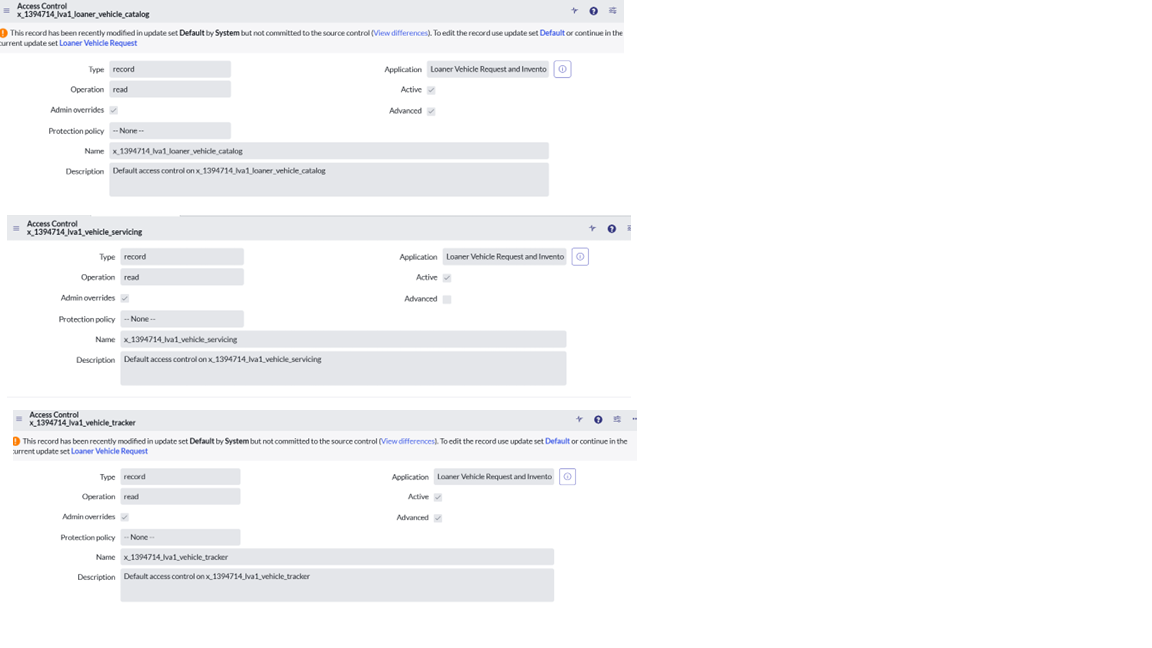 Access Control
x_1394714_lva1_loaner_vehicle_catalog
This record has been recently modified in update set Default by System but not committed to the source control (View differences). To edit the record use update set Default or continue in the
current update set Loaner Vehicle Request
Type record Application Loaner Vehicle Request and Invento
Operation read Active
Admin overrides Advanced
Protection policy -- None --
Name x_1394714_lva1_loaner_vehicle_catalog
Description Default access control on x_1394714_lva1_loaner_vehicle_catalog
Access Control
x_1394714_lva1_vehicle_servicing
Type record Application Loaner Vehicle Request and Invento
Operation read Active
Admin overrides Advanced
Protection policy -- None --
Name x_1394714_lva1_vehicle_servicing
Description Default access control on x_1394714_lva1_vehicle_servicing
Access Control
x_1394714_lva1_vehicle_tracker
This record has been recently modified in update set Default by System but not committed to the source control (View differences). To edit the record use update set Default or continue in the
current update set Loaner Vehicle Request
Type record Application Loaner Vehicle Request and Invento
Operation read Active
Admin overrides Advanced
Protection policy -- None --
Name x_1394714_lva1_vehicle_tracker
Description Default access control on x_1394714_lva1_vehicle_tracker